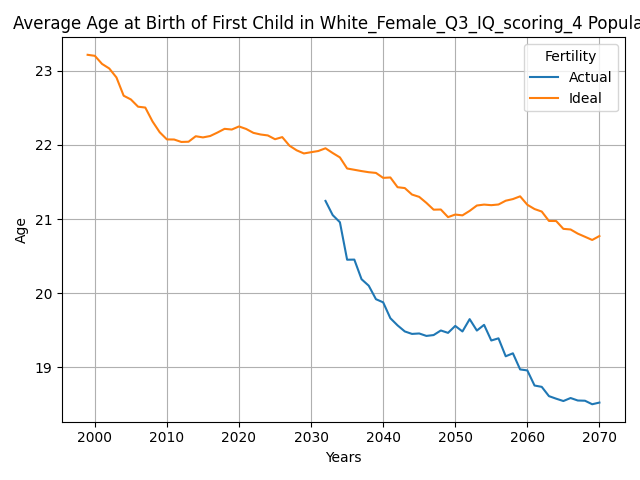 Average Age at Birth of First Child in White_Female_Q3_IQ_scoring_4 Popula
Fertility
Actual
Ideal
23
22
21
20
19
Age
2000 2010 2020 2030 2040 2050 2060 2070
Years